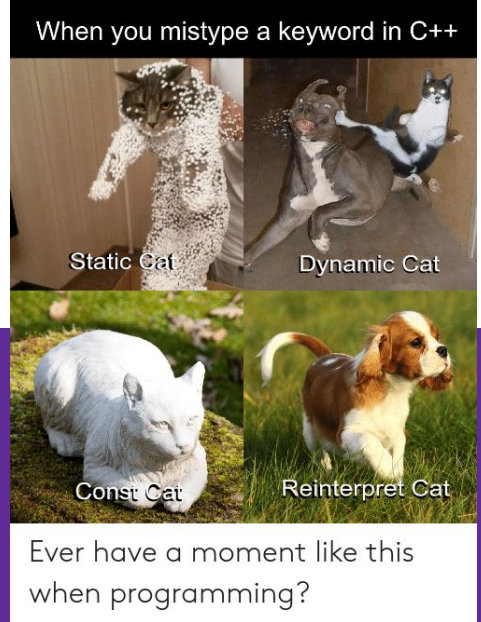 When you mistype a keyword in C++
Static Cat
Dynamic Cat
Const Cat
Reinterpret Cat
Ever have a moment like this
when programming?